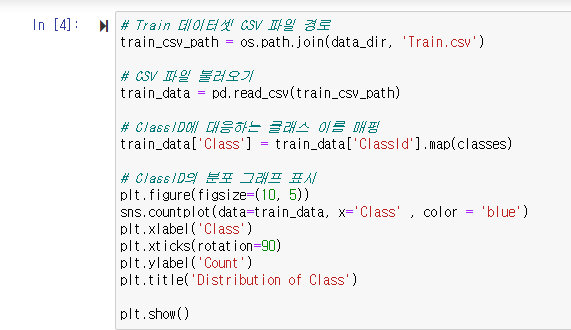 In [4]:
# Train 데이터셋 CSV 파일 경로
train_csv_path = os.path.join(data_dir, 'Train.csv')
# CSV 파일 불러오기
train_data = pd.read_csv(train_csv_path)
# ClassID에 대응하는 클래스 이름 매핑
train_data['Class'] = train_data['ClassId'].map(classes)
# ClassID의 분포 그래프 표시
plt.figure(figsize=(10, 5))
sns.countplot(data=train_data, x='Class' , color = 'blue')
plt.xlabel('Class')
plt.xticks(rotation=90)
plt.ylabel('Count')
plt.title('Distribution of Class')
plt.show()